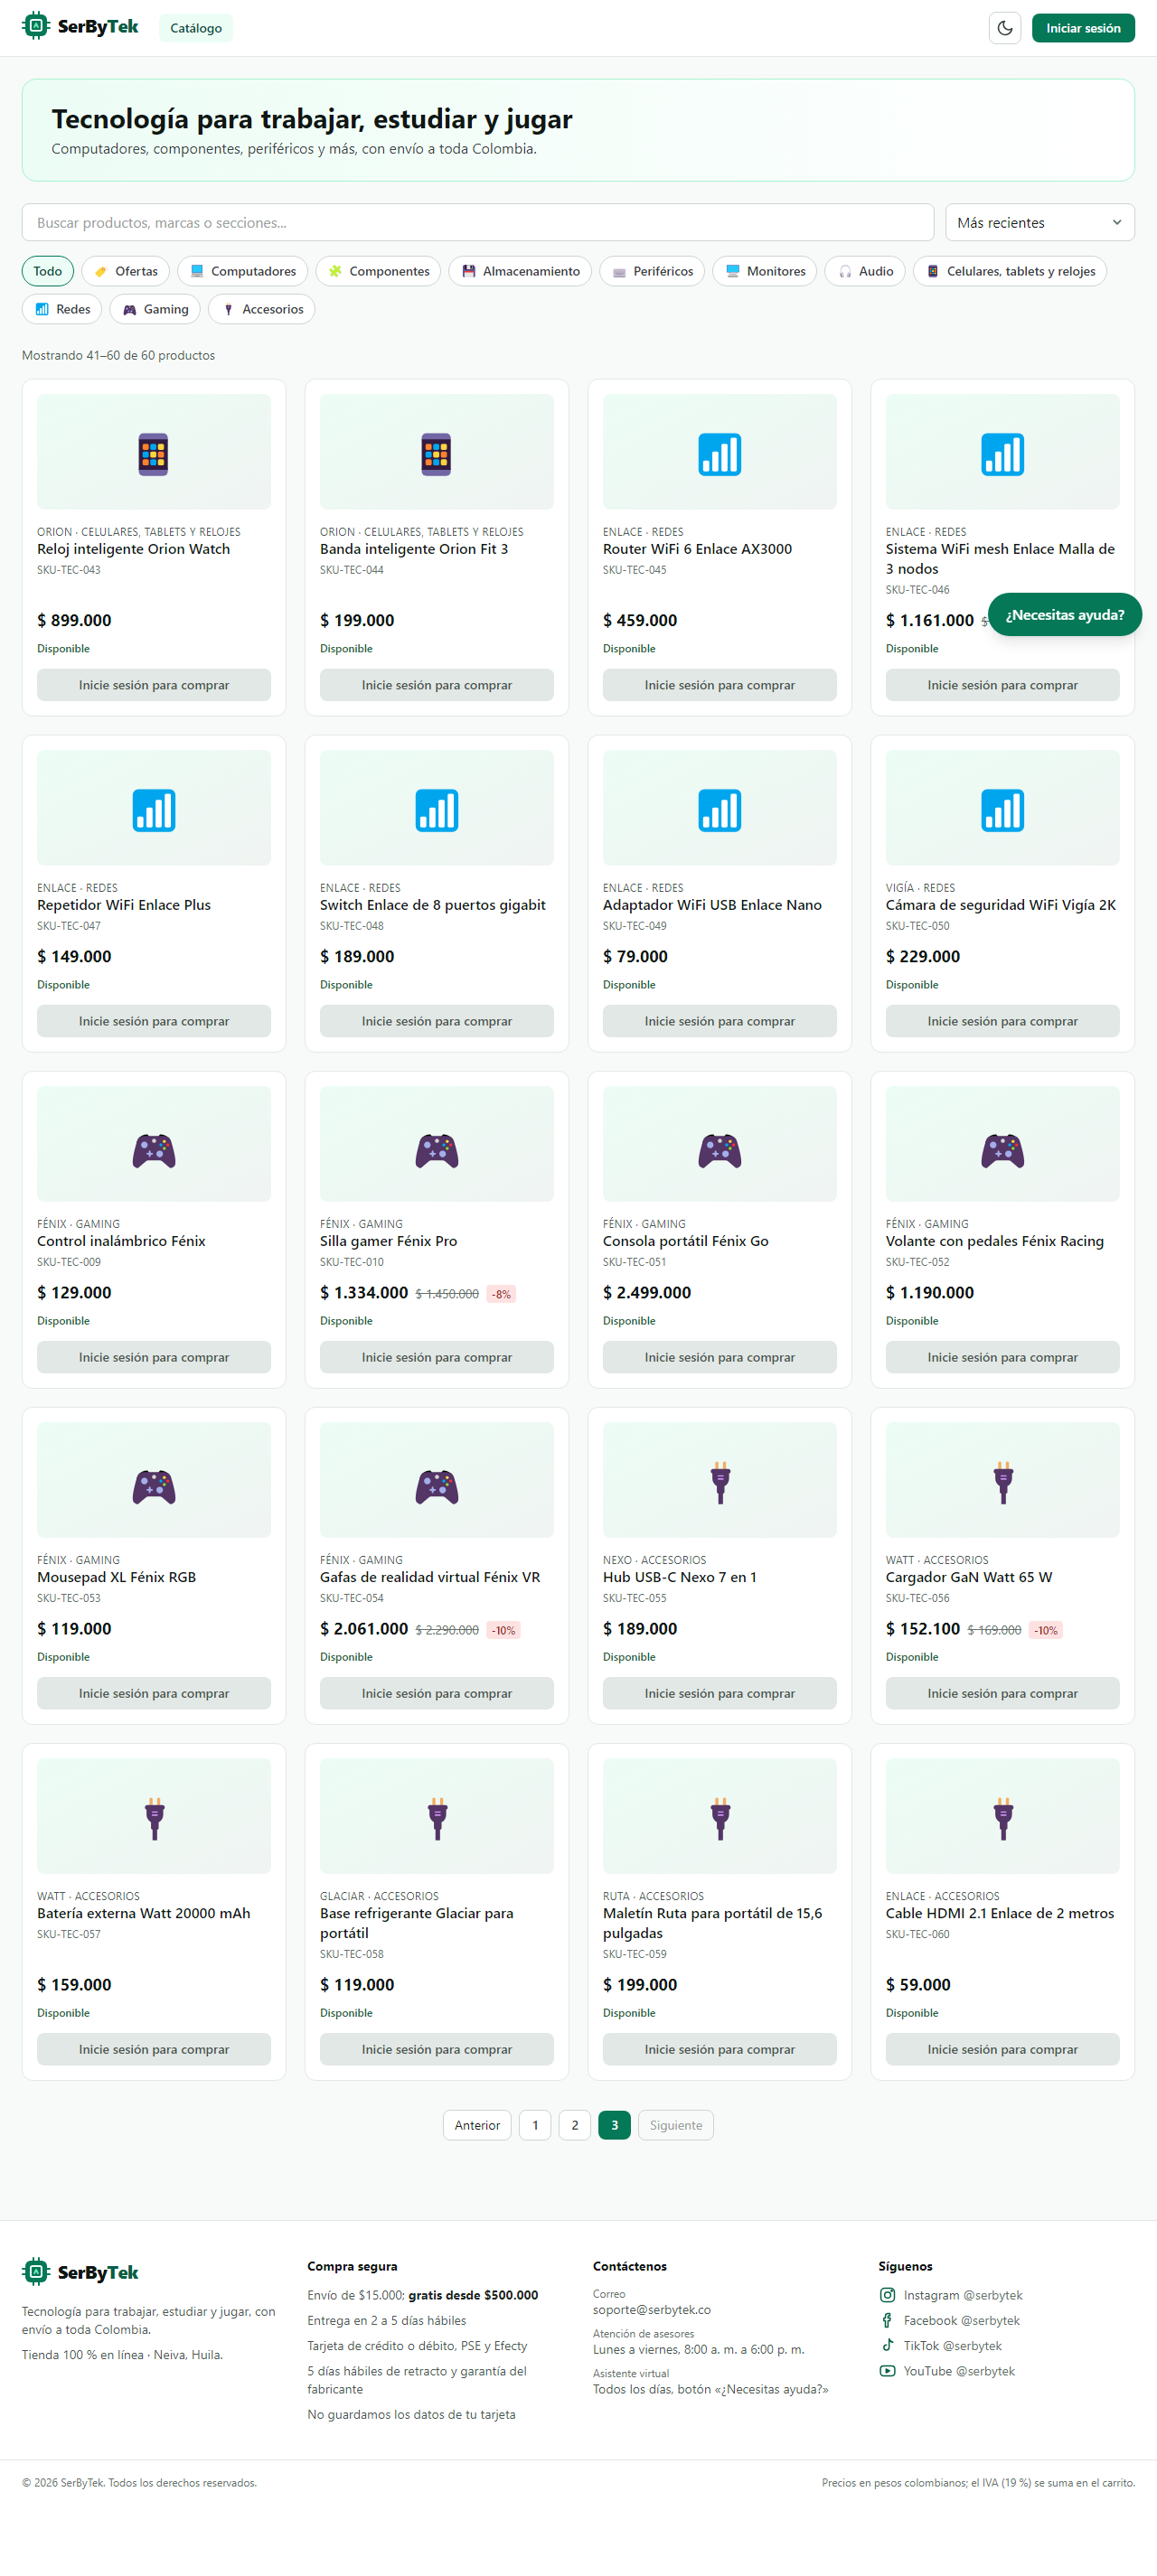 SerByTek
Catálogo
Iniciar sesión
Tecnología para trabajar, estudiar y jugar
Computadores, componentes, periféricos y más, con envío a toda Colombia.
Buscar productos, marcas o secciones...
Más recientes
Todo
Ofertas
Computadores
Componentes
Almacenamiento
Periféricos
Monitores
Audio
Celulares, tablets y relojes
Redes
Gaming
Accesorios
Mostrando 41–60 de 60 productos
ORION · CELULARES, TABLETS Y RELOJES
Reloj inteligente Orion Watch
SKU-TEC-043
$ 899.000
Disponible
Inicie sesión para comprar
ORION · CELULARES, TABLETS Y RELOJES
Banda inteligente Orion Fit 3
SKU-TEC-044
$ 199.000
Disponible
Inicie sesión para comprar
ENLACE · REDES
Router WiFi 6 Enlace AX3000
SKU-TEC-045
$ 459.000
Disponible
Inicie sesión para comprar
ENLACE · REDES
Sistema WiFi mesh Enlace Malla de
3 nodos
SKU-TEC-046
$ 1.161.000 $
¿Necesitas ayuda?
Disponible
Inicie sesión para comprar
ENLACE · REDES
Repetidor WiFi Enlace Plus
SKU-TEC-047
$ 149.000
Disponible
Inicie sesión para comprar
ENLACE · REDES
Switch Enlace de 8 puertos gigabit
SKU-TEC-048
$ 189.000
Disponible
Inicie sesión para comprar
ENLACE · REDES
Adaptador WiFi USB Enlace Nano
SKU-TEC-049
$ 79.000
Disponible
Inicie sesión para comprar
VIGÍA · REDES
Cámara de seguridad WiFi Vigía 2K
SKU-TEC-050
$ 229.000
Disponible
Inicie sesión para comprar
FÉNIX · GAMING
Control inalámbrico Fénix
SKU-TEC-009
$ 129.000
Disponible
Inicie sesión para comprar
FÉNIX · GAMING
Silla gamer Fénix Pro
SKU-TEC-010
$ 1.334.000 $ 1.450.000 -8%
Disponible
Inicie sesión para comprar
FÉNIX · GAMING
Consola portátil Fénix Go
SKU-TEC-051
$ 2.499.000
Disponible
Inicie sesión para comprar
FÉNIX · GAMING
Volante con pedales Fénix Racing
SKU-TEC-052
$ 1.190.000
Disponible
Inicie sesión para comprar
FÉNIX · GAMING
Mousepad XL Fénix RGB
SKU-TEC-053
$ 119.000
Disponible
Inicie sesión para comprar
FÉNIX · GAMING
Gafas de realidad virtual Fénix VR
SKU-TEC-054
$ 2.061.000 $ 2.290.000 -10%
Disponible
Inicie sesión para comprar
NEXO · ACCESORIOS
Hub USB-C Nexo 7 en 1
SKU-TEC-055
$ 189.000
Disponible
Inicie sesión para comprar
WATT · ACCESORIOS
Cargador GaN Watt 65 W
SKU-TEC-056
$ 152.100 $ 169.000 -10%
Disponible
Inicie sesión para comprar
WATT · ACCESORIOS
Batería externa Watt 20000 mAh
SKU-TEC-057
$ 159.000
Disponible
Inicie sesión para comprar
GLACIAR · ACCESORIOS
Base refrigerante Glaciar para
portátil
SKU-TEC-058
$ 119.000
Disponible
Inicie sesión para comprar
RUTA · ACCESORIOS
Maletín Ruta para portátil de 15,6
pulgadas
SKU-TEC-059
$ 199.000
Disponible
Inicie sesión para comprar
ENLACE · ACCESORIOS
Cable HDMI 2.1 Enlace de 2 metros
SKU-TEC-060
$ 59.000
Disponible
Inicie sesión para comprar
Anterior
1
2
3
Siguiente
SerByTek
Tecnología para trabajar, estudiar y jugar, con
envío a toda Colombia.
Tienda 100 % en línea · Neiva, Huila.
Compra segura
Envío de $15.000; gratis desde $500.000
Entrega en 2 a 5 días hábiles
Tarjeta de crédito o débito, PSE y Efecty
5 días hábiles de retracto y garantía del
fabricante
No guardamos los datos de tu tarjeta
Contáctenos
Correo
soporte@serbytek.co
Atención de asesores
Lunes a viernes, 8:00 a. m. a 6:00 p. m.
Asistente virtual
Todos los días, botón «¿Necesitas ayuda?»
Síguenos
Instagram @serbytek
Facebook @serbytek
TikTok @serbytek
YouTube @serbytek
© 2026 SerByTek. Todos los derechos reservados.
Precios en pesos colombianos; el IVA (19 %) se suma en el carrito.